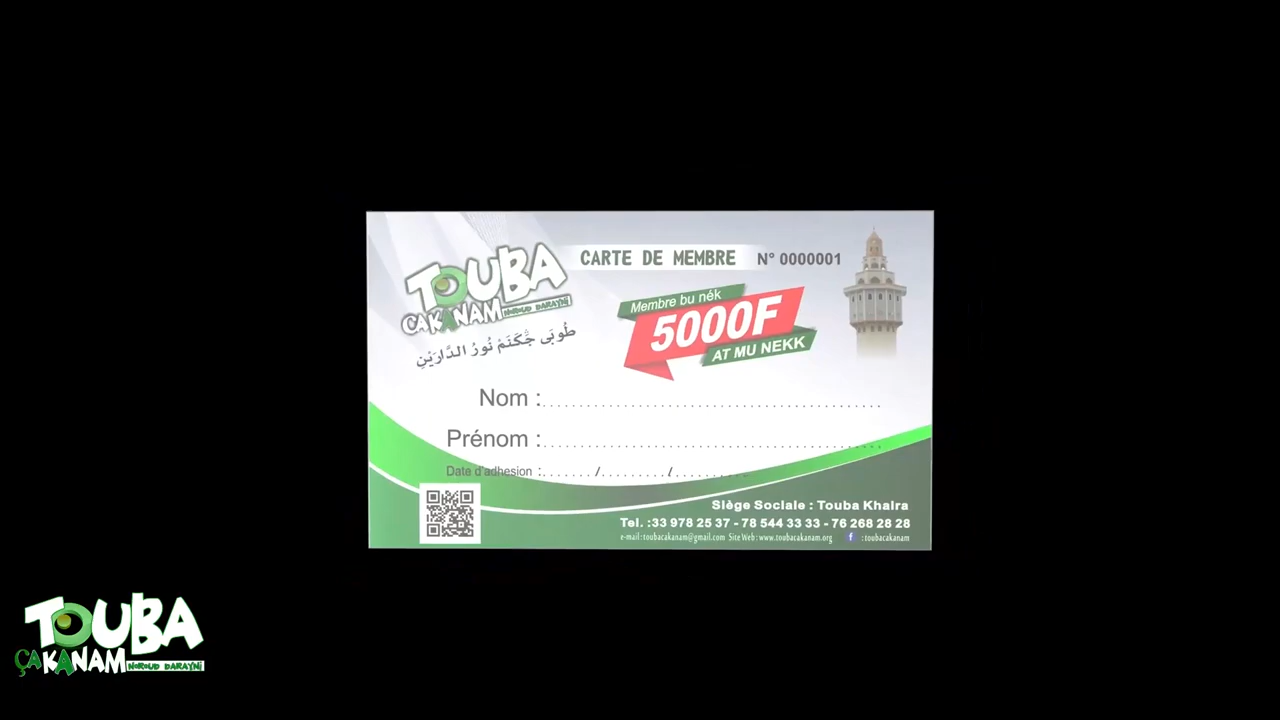 TOUBA
CAKANAM NOROUD DARAYNI
طُوبَى جَّكَنَمْ نُورُ الدَّارَيْنِ
CARTE DE MEMBRE N° 0000001
Membre bu nék
5000F
AT MU NEKK
Nom :
Prénom :
Date d'adhesion : / /
Siège Sociale : Touba Khaira
Tel. :33 978 25 37 - 78 544 33 33 - 76 268 28 28
e-mail:toubacakanam@gmail.com Site Web : www.toubacakanam.org f : toubacakanam
TOUBA
ÇAKANAM NOROUD DARAYNI